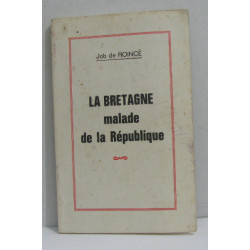 Job de ROINCÉ
LA BRETAGNE
malade
de la République